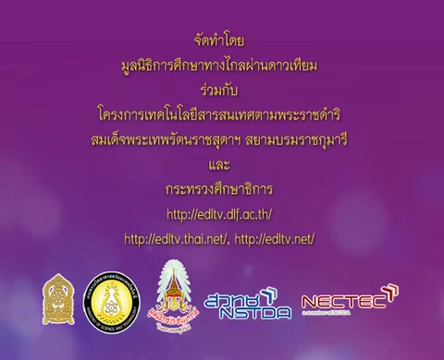 จัดทำโดย
มูลนิธิการศึกษาทางไกลผ่านดาวเทียม
ร่วมกับ
โครงการเทคโนโลยีสารสนเทศตามพระราชดำริ
สมเด็จพระเทพรัตนราชสุดาฯ สยามบรมราชกุมารี
และ
กระทรวงศึกษาธิการ
http://edltv.dlf.ac.th/
http://edltv.thai.net/, http://edltv.net/
สวทช
NSTDA
NECTEC
a member of NSTDA